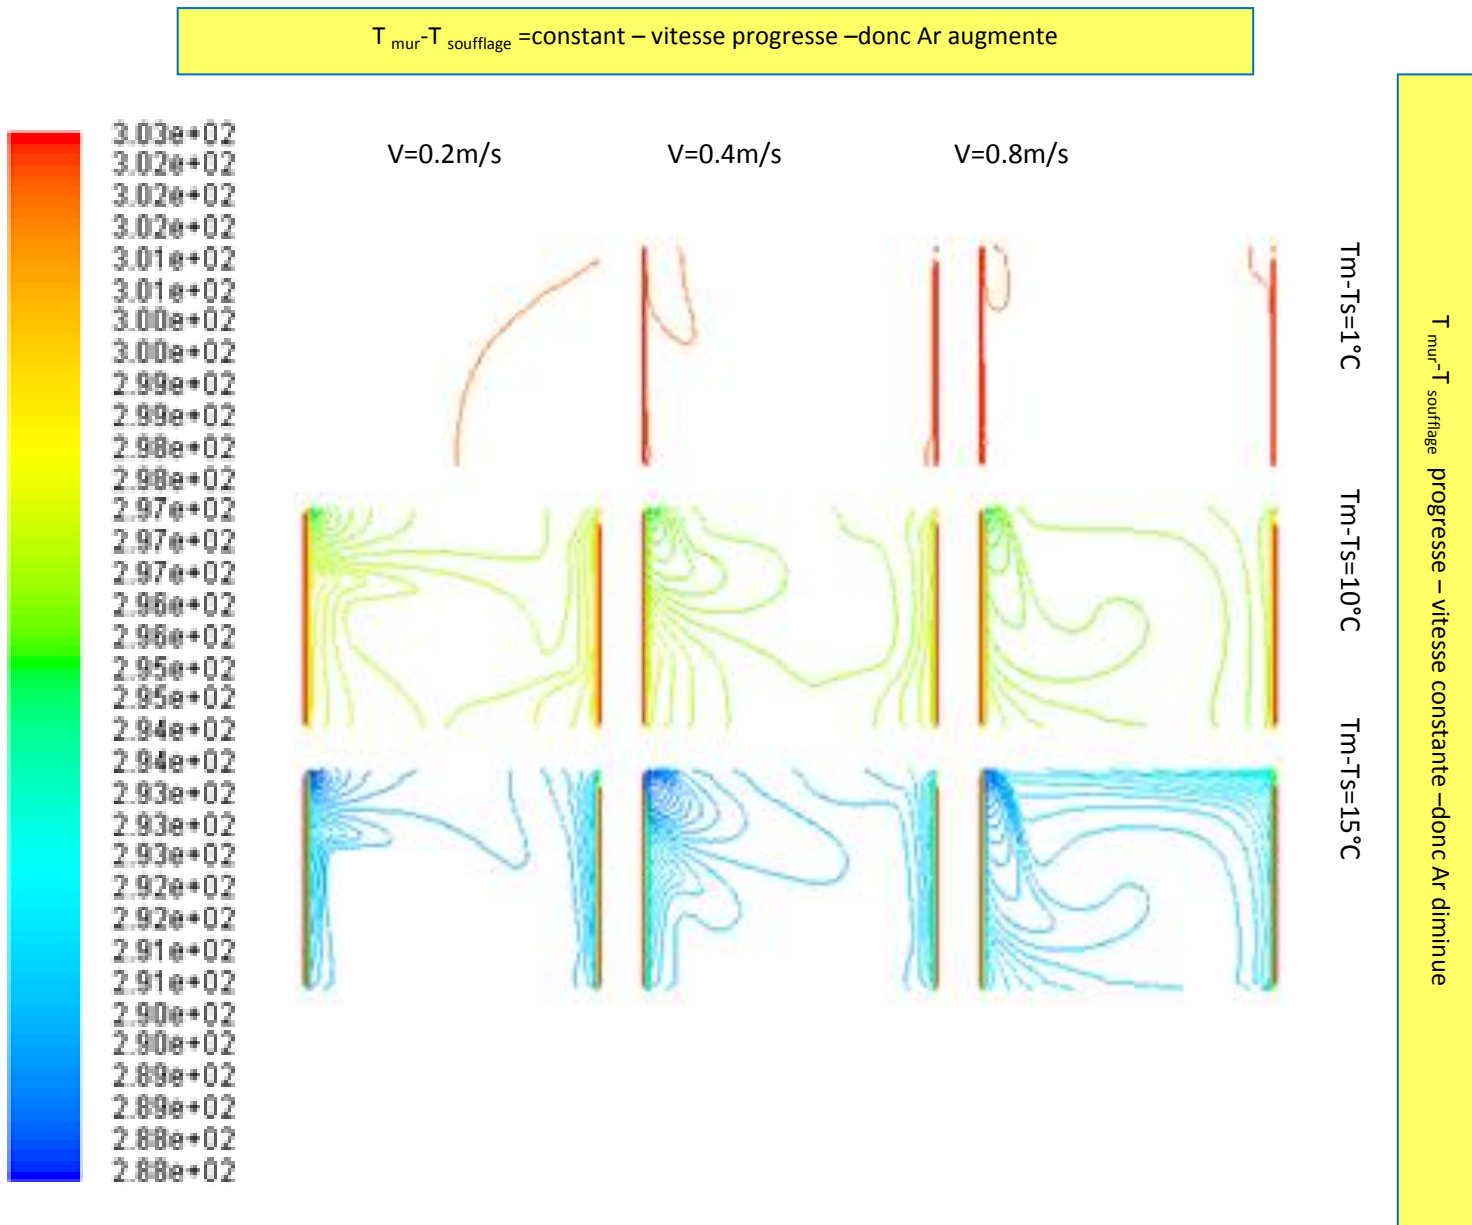 T mur-T soufflage =constant – vitesse progresse –donc Ar augmente
V=0.2m/s V=0.4m/s V=0.8m/s
3.03e+02
3.02e+02
3.02e+02
3.02e+02
3.01e+02
3.01e+02
3.00e+02
3.00e+02
2.99e+02
2.99e+02
2.98e+02
2.98e+02
2.97e+02
2.97e+02
2.97e+02
2.96e+02
2.96e+02
2.95e+02
2.95e+02
2.94e+02
2.94e+02
2.93e+02
2.93e+02
2.93e+02
2.92e+02
2.92e+02
2.91e+02
2.91e+02
2.90e+02
2.90e+02
2.89e+02
2.89e+02
2.88e+02
2.88e+02
Tm-Ts=1°C
Tm-Ts=10°C
Tm-Ts=15°C
T mur-T soufflage progresse – vitesse constante –donc Ar diminue